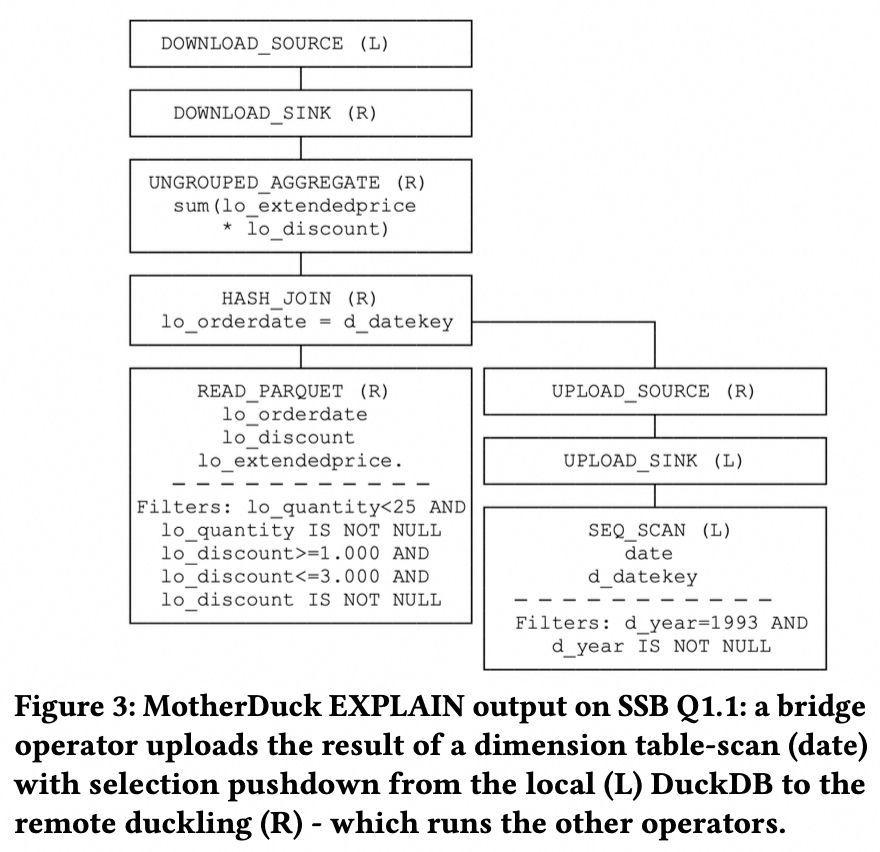 DOWNLOAD_SOURCE (L)
DOWNLOAD_SINK (R)
UNGROUPED_AGGREGATE (R)
sum(lo_extendedprice
* lo_discount)
HASH_JOIN (R)
lo_orderdate = d_datekey
READ_PARQUET (R)
lo_orderdate
lo_discount
lo_extendedprice.
Filters: lo_quantity<25 AND
lo_quantity IS NOT NULL
lo_discount>=1.000 AND
lo_discount<=3.000 AND
lo_discount IS NOT NULL
UPLOAD_SOURCE (R)
UPLOAD_SINK (L)
SEQ_SCAN (L)
date
d_datekey
Filters: d_year=1993 AND
d_year IS NOT NULL
Figure 3: MotherDuck EXPLAIN output on SSB Q1.1: a bridge
operator uploads the result of a dimension table-scan (date)
with selection pushdown from the local (L) DuckDB to the
remote duckling (R) - which runs the other operators.